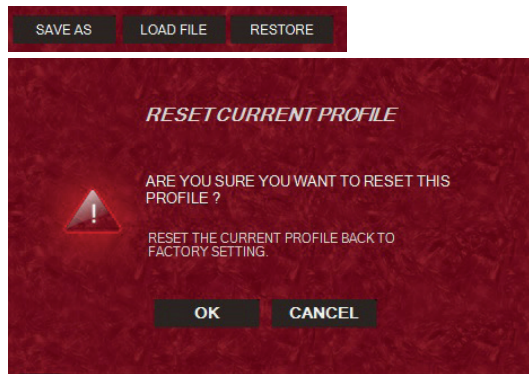 SAVE AS LOAD FILE RESTORE
RESET CURRENT PROFILE
ARE YOU SURE YOU WANT TO RESET THIS
PROFILE ?
!
RESET THE CURRENT PROFILE BACK TO
FACTORY SETTING.
OK CANCEL